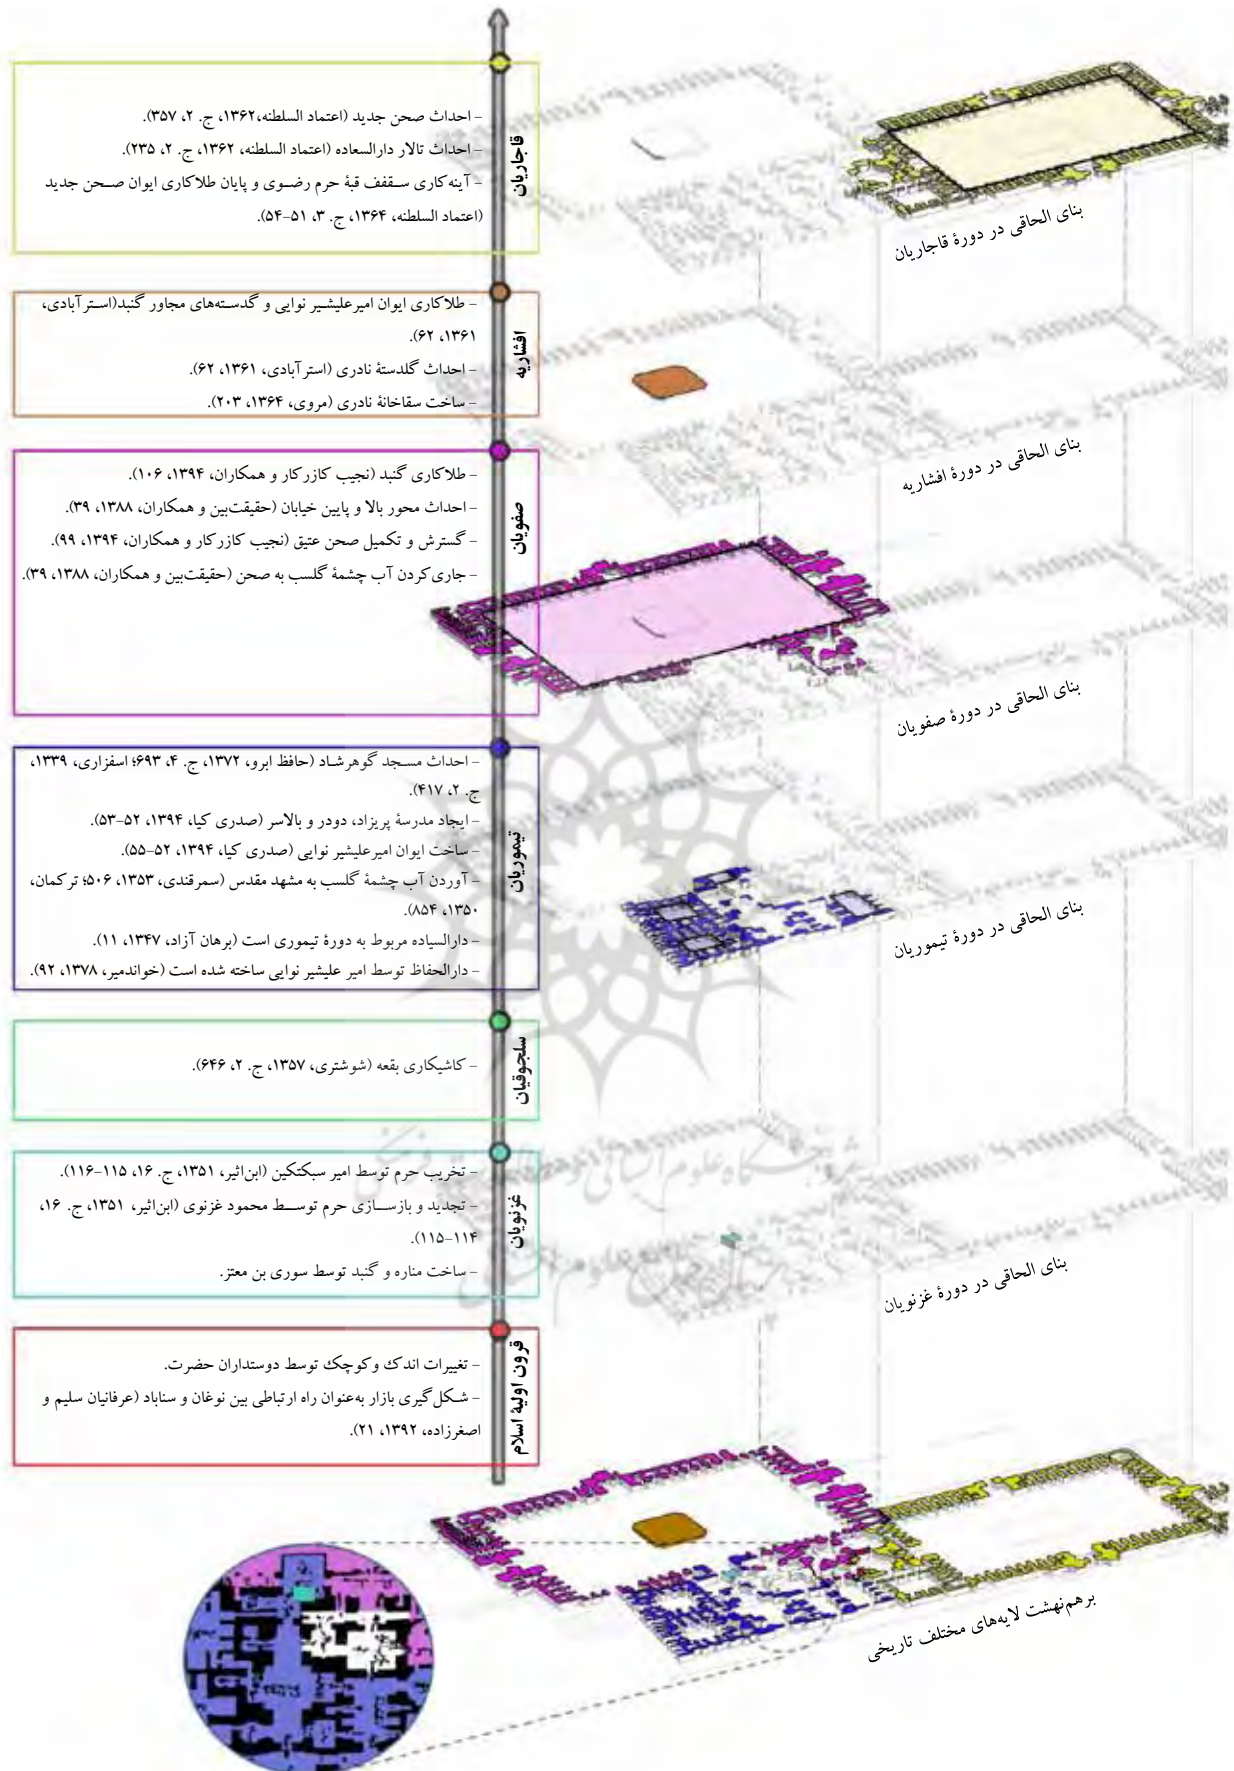 قاجاریان
- احداث صحن جدید (اعتماد السلطنه،۱۳۶۲، ج. ۲، ۳۵۷).
- احداث تالار دارالسعاده (اعتماد السلطنه، ۱۳۶۲، ج. ۲، ۲۳۵).
- آینه‌کاری سـقفف قبهٔ حرم رضـوی و پایان طلاکاری ایوان صـحن جدید
(اعتماد السلطنه، ۱۳۶۴، ج. ۳، ۵۱-۵۴).
بنای الحاقی در دورهٔ قاجاریان
افشاریه
- طلاکاری ایوان امیرعلیشـیر نوایی و گدسـته‌های مجاور گنبد(اسـترآبادی،
۱۳۶۱، ۶۲).
- احداث گلدستهٔ نادری (استرآبادی، ۱۳۶۱، ۶۲).
- ساخت سقاخانهٔ نادری (مروی، ۱۳۶۴، ۲۰۳).
بنای الحاقی در دورهٔ افشاریه
صفویان
- طلاکاری گنبد (نجیب کازرکار و همکاران، ۱۳۹۴، ۱۰۶).
- احداث محور بالا و پایین خیابان (حقیقت‌بین و همکاران، ۱۳۸۸، ۳۹).
- گسترش و تکمیل صحن عتیق (نجیب کازرکار و همکاران، ۱۳۹۴، ۹۹).
- جاری‌کردن آب چشمهٔ گلسب به صحن (حقیقت‌بین و همکاران، ۱۳۸۸، ۳۹).
بنای الحاقی در دورهٔ صفویان
تیموریان
- احداث مسـجد گوهرشـاد (حافظ ابرو، ۱۳۷۲، ج. ۴، ۶۹۳؛ اسفزاری، ۱۳۳۹،
ج. ۲، ۴۱۷).
- ایجاد مدرسهٔ پریزاد، دودر و بالاسر (صدری کیا، ۱۳۹۴، ۵۲-۵۳).
- ساخت ایوان امیرعلیشیر نوایی (صدری کیا، ۱۳۹۴، ۵۲-۵۵).
- آوردن آب چشمهٔ گلسب به مشهد مقدس (سمرقندی، ۱۳۵۳، ۵۰۶؛ ترکمان،
۱۳۵۰، ۸۵۴).
- دارالسیاده مربوط به دورهٔ تیموری است (برهان آزاد، ۱۳۴۷، ۱۱).
- دارالحفاظ توسط امیر علیشیر نوایی ساخته شده است (خواندمیر، ۱۳۷۸، ۹۲).
بنای الحاقی در دورهٔ تیموریان
سلجوقیان
- کاشیکاری بقعه (شوشتری، ۱۳۵۷، ج. ۲، ۶۴۶).
غزنویان
- تخریب حرم توسط امیر سبکتکین (ابن‌اثیر، ۱۳۵۱، ج. ۱۶، ۱۱۵-۱۱۶).
- تجدید و بازسـازی حرم توسـط محمود غزنوی (ابن‌اثیر، ۱۳۵۱، ج. ۱۶،
۱۱۴-۱۱۵).
- ساخت مناره و گنبد توسط سوری بن معتز.
بنای الحاقی در دورهٔ غزنویان
قرون اولیهٔ اسلام
- تغییرات اندک وکوچک توسط دوستداران حضرت.
- شـکل‌گیری بازار به‌عنوان راه ارتباطی بین نوغان و سناباد (عرفانیان سلیم و
اصغرزاده، ۱۳۹۲، ۲۱).
برهم‌نهشت لایه‌های مختلف تاریخی